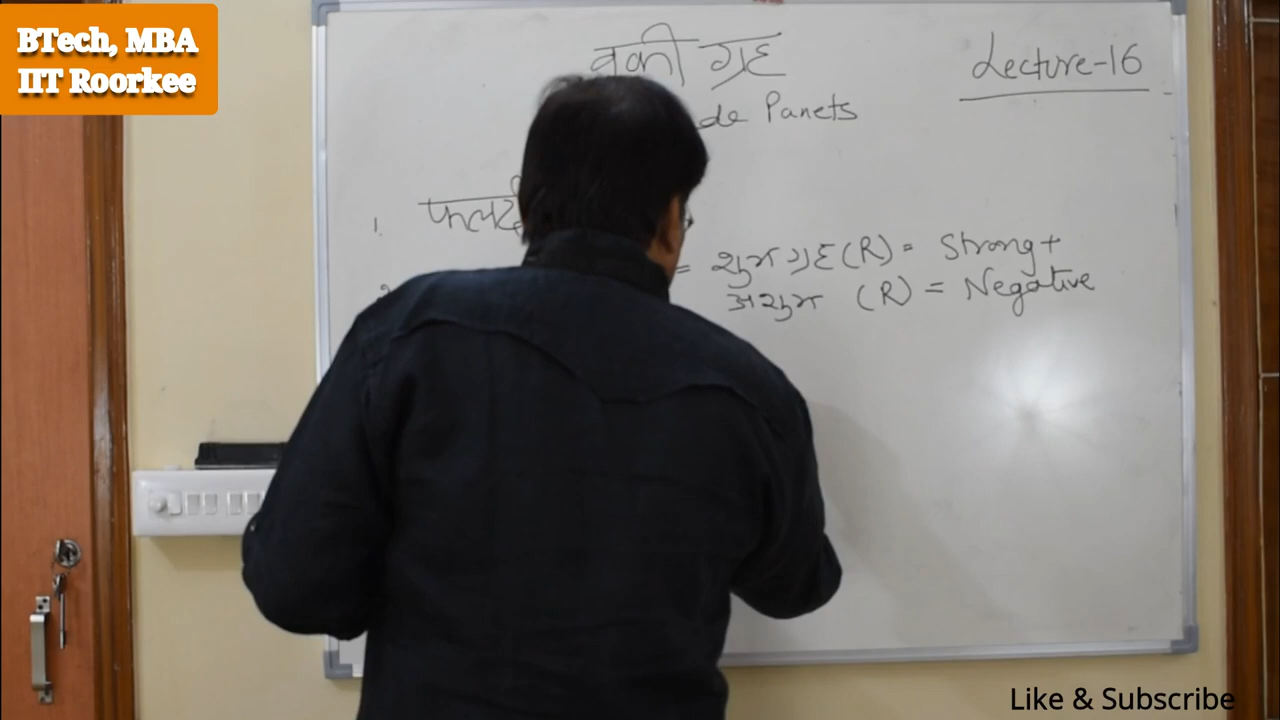 BTech, MBA
IIT Roorkee
वक्री ग्रह
Lecture-16
de Panets
1.
= शुभ ग्रह (R) = Strong+
अशुभ (R) = Negative
Like & Subscribe